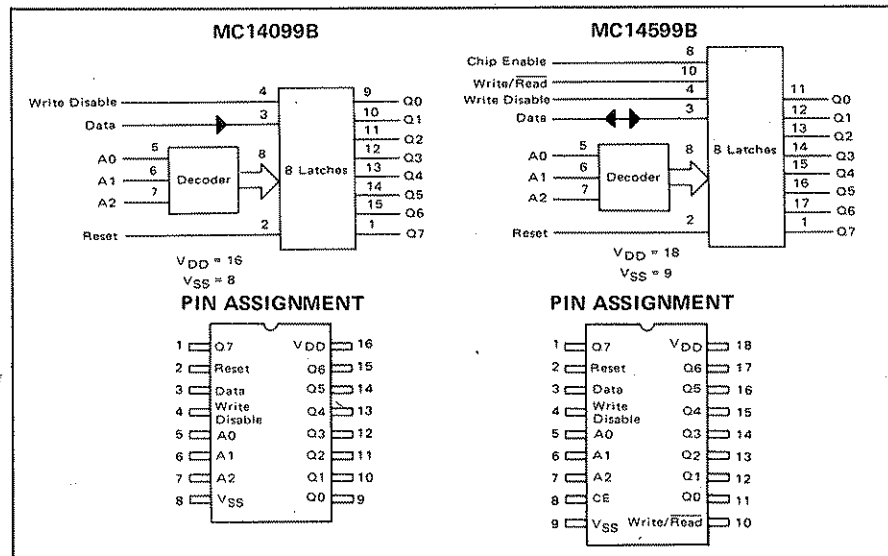 MC14099B
Write Disable 4
Data 3
A0 5
A1 6
A2 7
Decoder
8
8 Latches
Reset 2
9 Q0
10 Q1
11 Q2
12 Q3
13 Q4
14 Q5
15 Q6
1 Q7
VDD = 16
VSS = 8
MC14599B
Chip Enable 8
Write/Read 10
Write Disable 4
Data 3
A0 5
A1 6
A2 7
Decoder
8
8 Latches
Reset 2
11 Q0
12 Q1
13 Q2
14 Q3
15 Q4
16 Q5
17 Q6
1 Q7
VDD = 18
VSS = 9
PIN ASSIGNMENT
1 Q7 VDD 16
2 Reset Q6 15
3 Data Q5 14
4 Write Disable Q4 13
5 A0 Q3 12
6 A1 Q2 11
7 A2 Q1 10
8 VSS Q0 9
PIN ASSIGNMENT
1 Q7 VDD 18
2 Reset Q6 17
3 Data Q5 16
4 Write Disable Q4 15
5 A0 Q3 14
6 A1 Q2 13
7 A2 Q1 12
8 CE Q0 11
9 VSS Write/Read 10